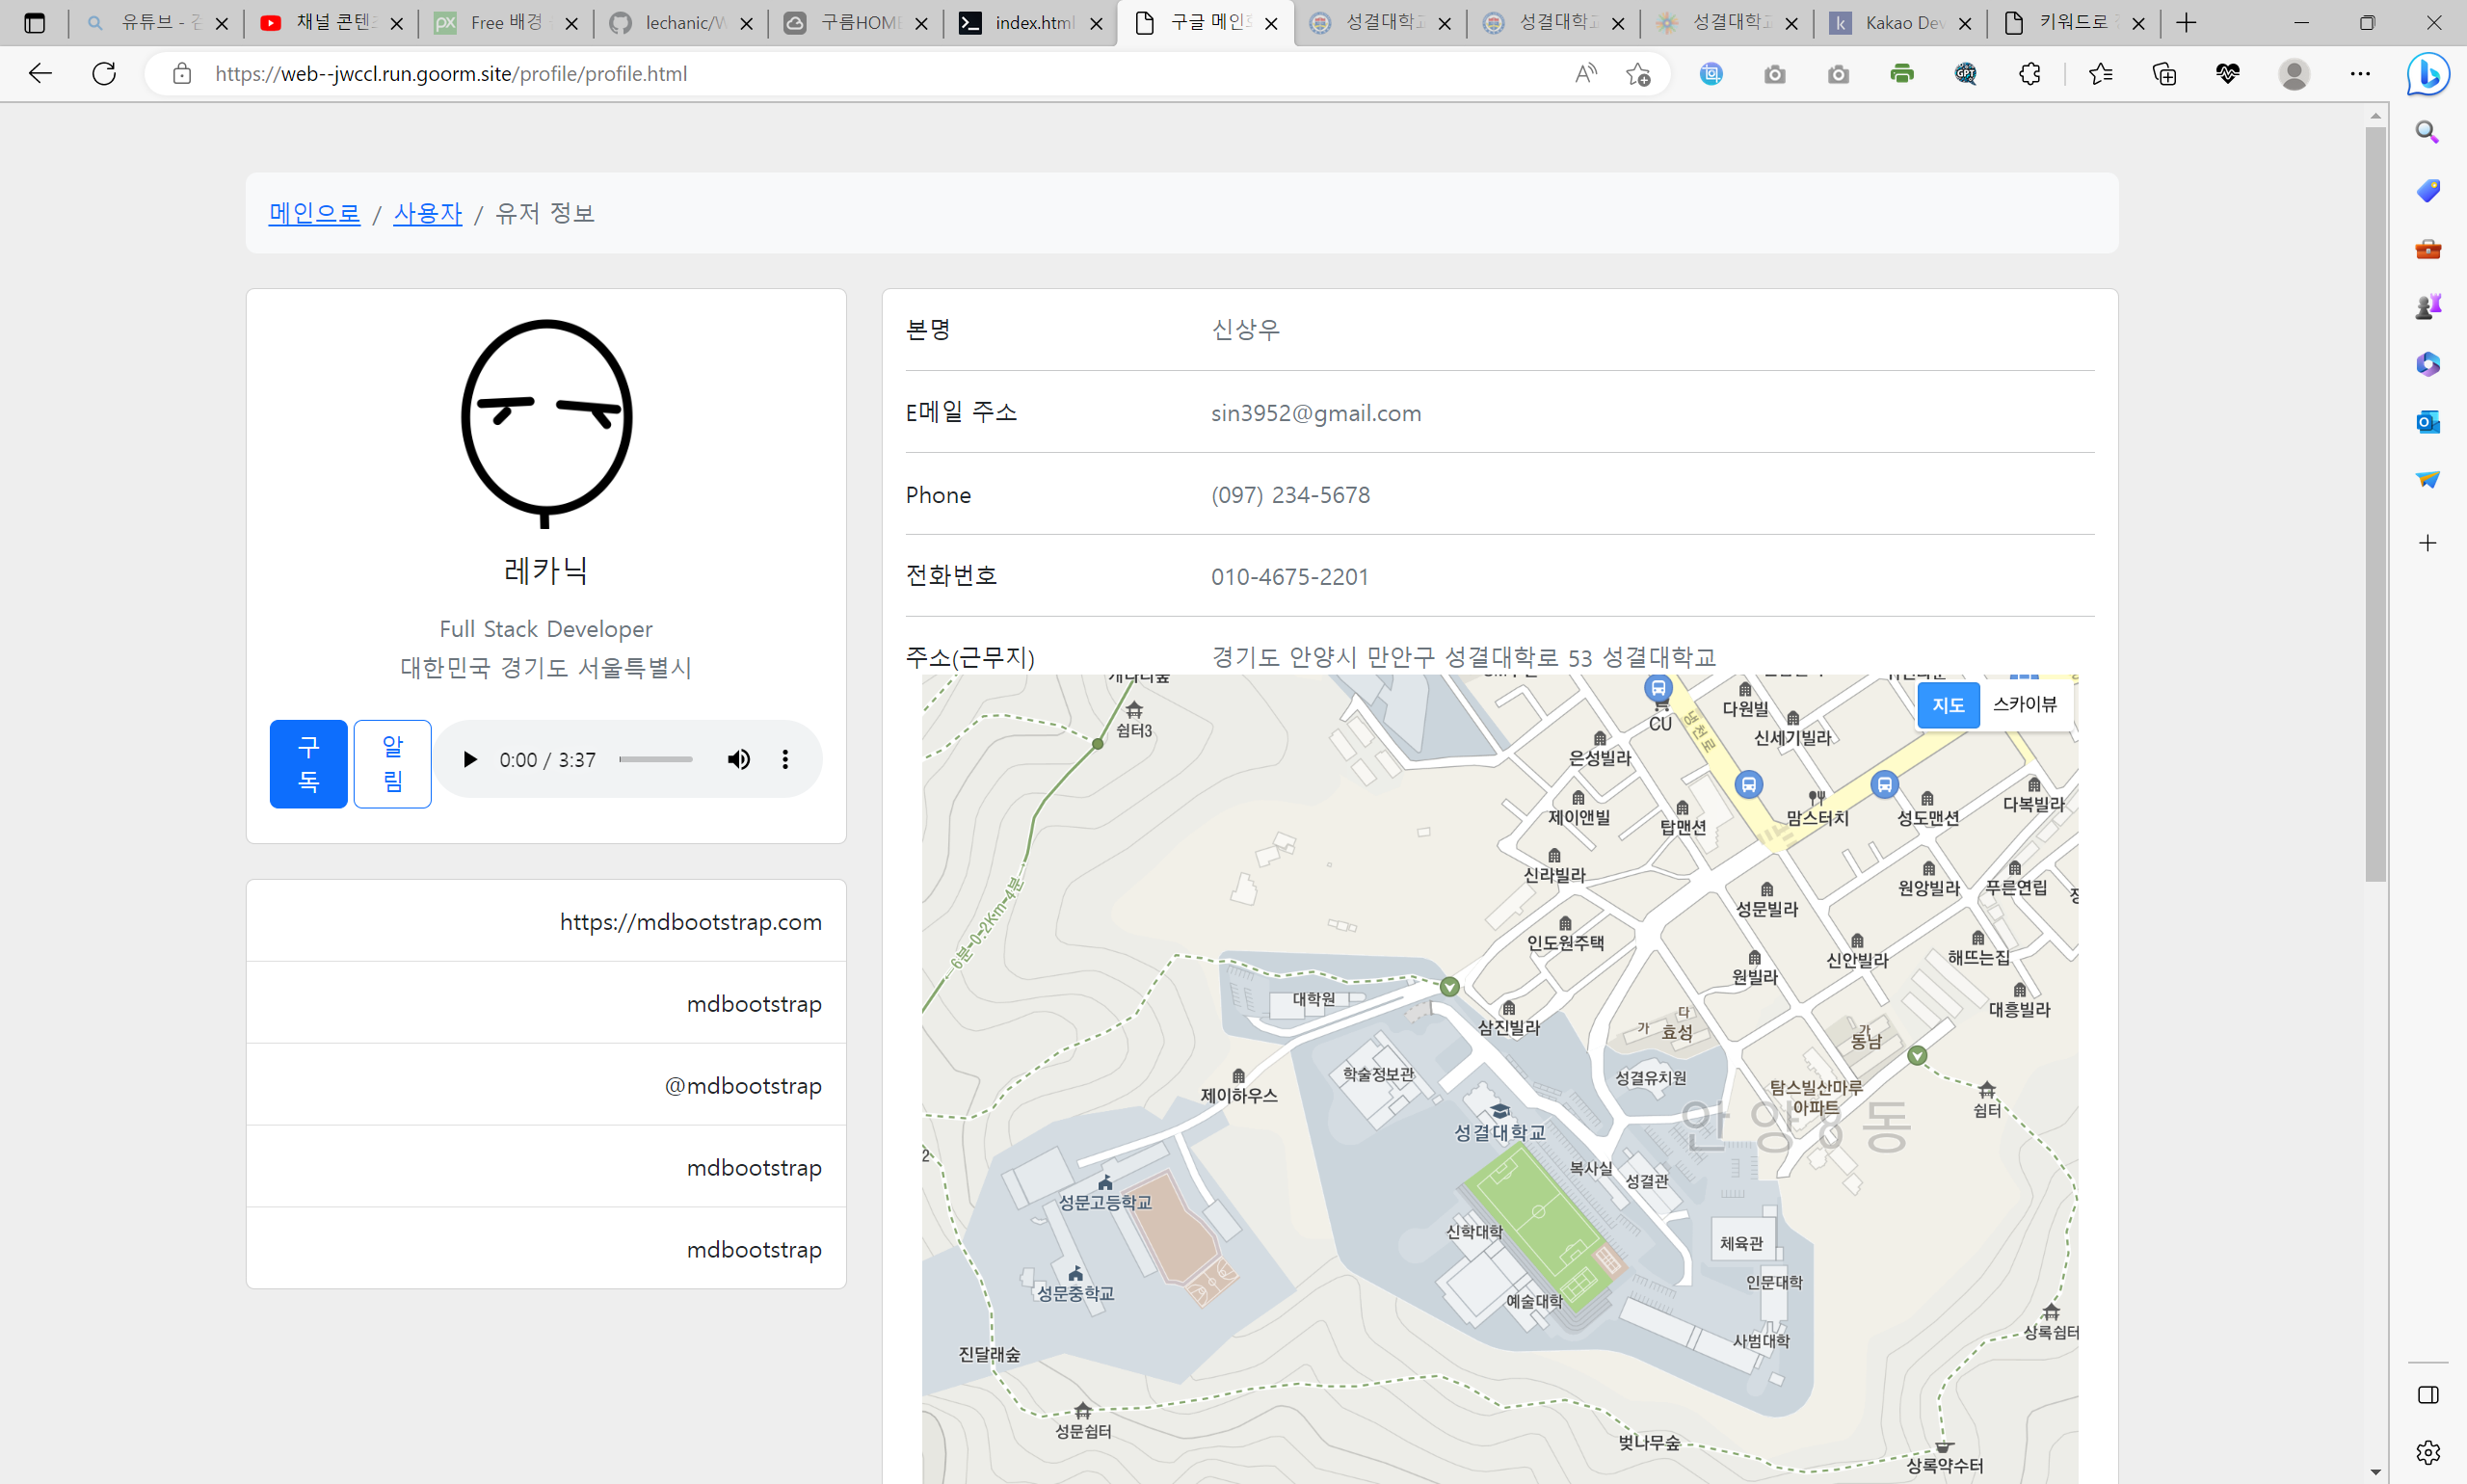 유튜브 - 검
채널 콘텐츠
Free 배경
lechanic/W
구름HOME
index.html
구글 메인화
성결대학교
성결대학교
성결대학교
Kakao Dev
키워드로
https://web--jwccl.run.goorm.site/profile/profile.html
메인으로 / 사용자 / 유저 정보
레카닉
Full Stack Developer
대한민국 경기도 서울특별시
구독
알림
0:00 / 3:37
https://mdbootstrap.com
mdbootstrap
@mdbootstrap
mdbootstrap
mdbootstrap
본명 신상우
E메일 주소 sin3952@gmail.com
Phone (097) 234-5678
전화번호 010-4675-2201
주소(근무지) 경기도 안양시 만안구 성결대학로 53 성결대학교
지도 스카이뷰
쉼터3
CU
냉천로
다원빌
신세기빌라
은성빌라
제이앤빌
탑맨션
맘스터치
성도맨션
다복빌라
신라빌라
원앙빌라
푸른연립
성문빌라
인도원주택
원빌라
신안빌라
해뜨는집
대흥빌라
6분-0.2Km-4분
대학원
삼진빌라
가 다
효성
가
동남
학술정보관
성결유치원
탑스빌산마루
아파트
쉼터
제이하우스
성결대학교
안양8동
복사실
성결관
성문고등학교
신학대학
체육관
성문중학교
예술대학
인문대학
사범대학
상록쉼터
진달래숲
성문쉼터
벚나무숲
상록약수터